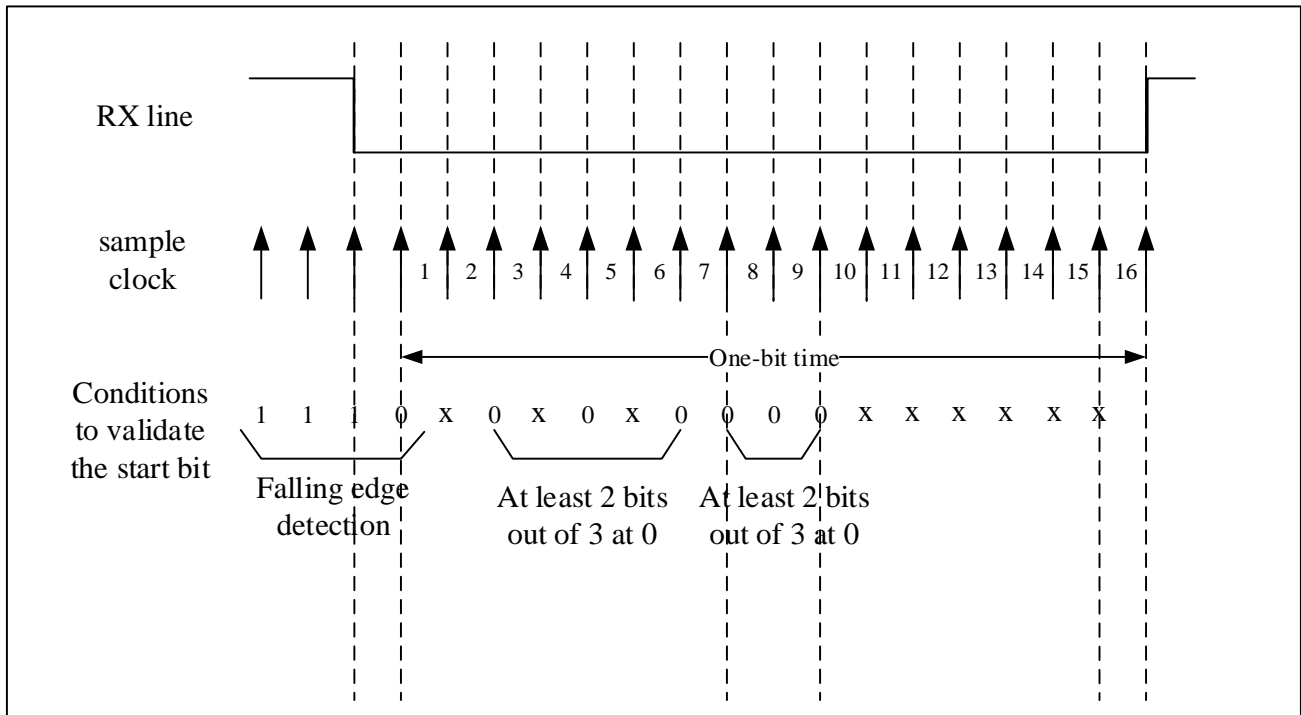 RX line
sample
clock
1 2 3 4 5 6 7 8 9 10 11 12 13 14 15 16
One-bit time
Conditions
to validate
the start bit
1 1 1 0 x 0 x 0 x 0 0 0 0 x x x x x x
Falling edge
detection
At least 2 bits
out of 3 at 0
At least 2 bits
out of 3 at 0